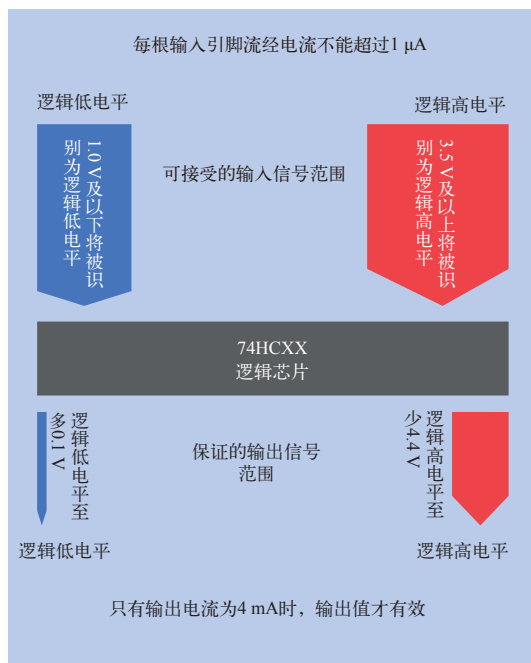 每根输入引脚流经电流不能超过1 μA
逻辑低电平
逻辑高电平
1.0 V及以下将被识
别为逻辑低电平
可接受的输入信号范围
3.5 V及以上将被识
别为逻辑高电平
74HCXX
逻辑芯片
逻辑低电平至
多0.1 V
保证的输出信号
范围
逻辑高电平至
少4.4 V
逻辑低电平
逻辑高电平
只有输出电流为4 mA时，输出值才有效